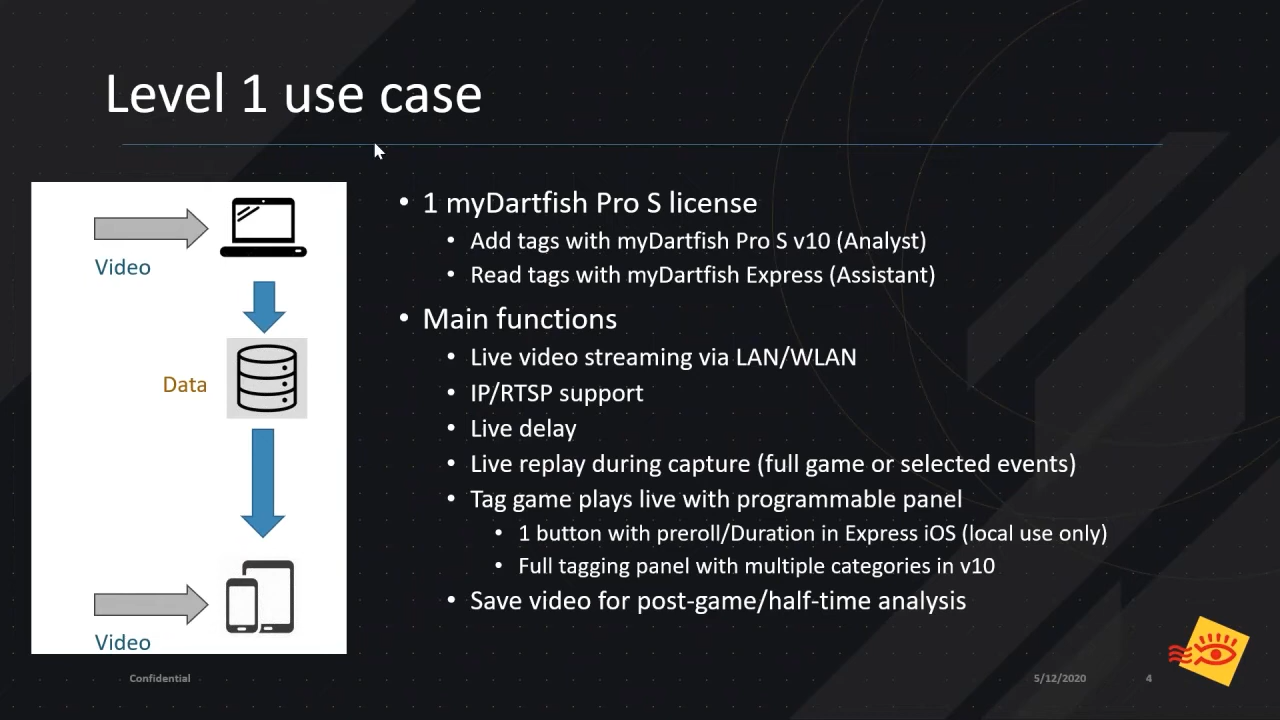 Level 1 use case
Video
Data
Video
• 1 myDartfish Pro S license
• Add tags with myDartfish Pro S v10 (Analyst)
• Read tags with myDartfish Express (Assistant)
• Main functions
• Live video streaming via LAN/WLAN
• IP/RTSP support
• Live delay
• Live replay during capture (full game or selected events)
• Tag game plays live with programmable panel
• 1 button with preroll/Duration in Express iOS (local use only)
• Full tagging panel with multiple categories in v10
• Save video for post-game/half-time analysis
Confidential
5/12/2020
4